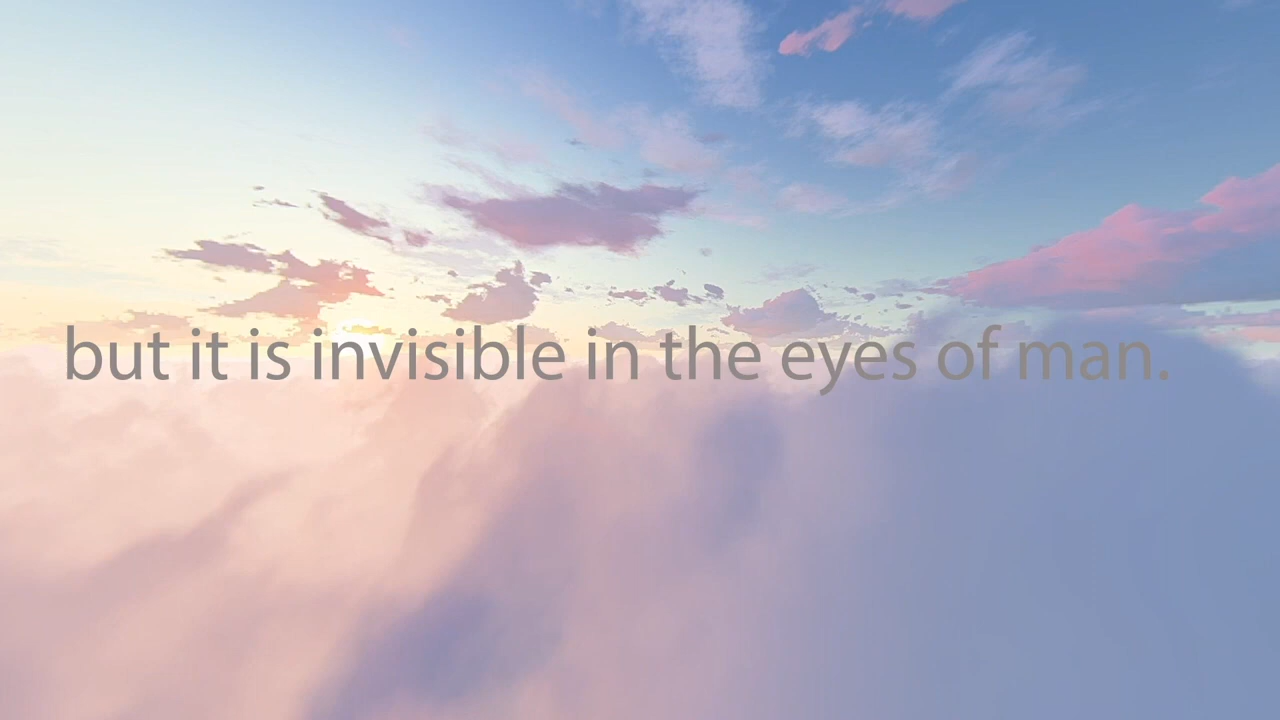 but it is invisible in the eyes of man.